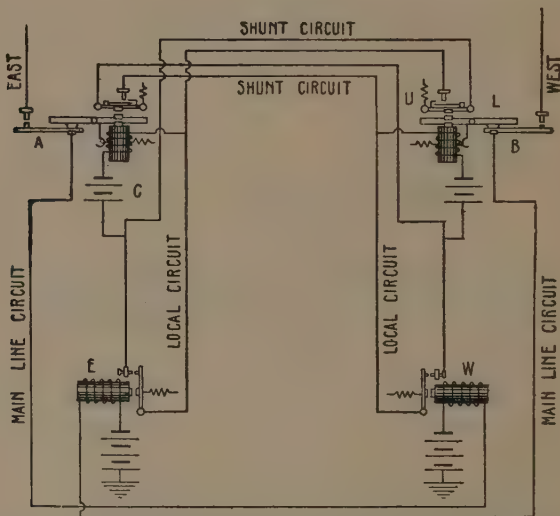 SHUNT CIRCUIT
SHUNT CIRCUIT
EAST
WEST
U
L
A
B
C
MAIN LINE CIRCUIT
LOCAL CIRCUIT
LOCAL CIRCUIT
MAIN LINE CIRCUIT
E
W